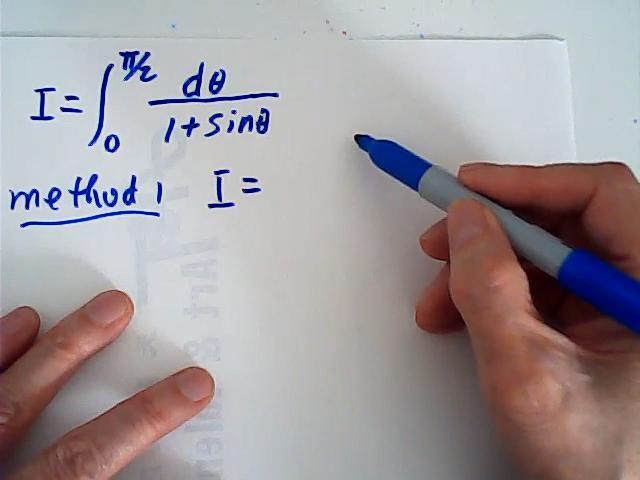 I = ∫₀^{π/2} dθ / (1 + sinθ)
method 1 I =